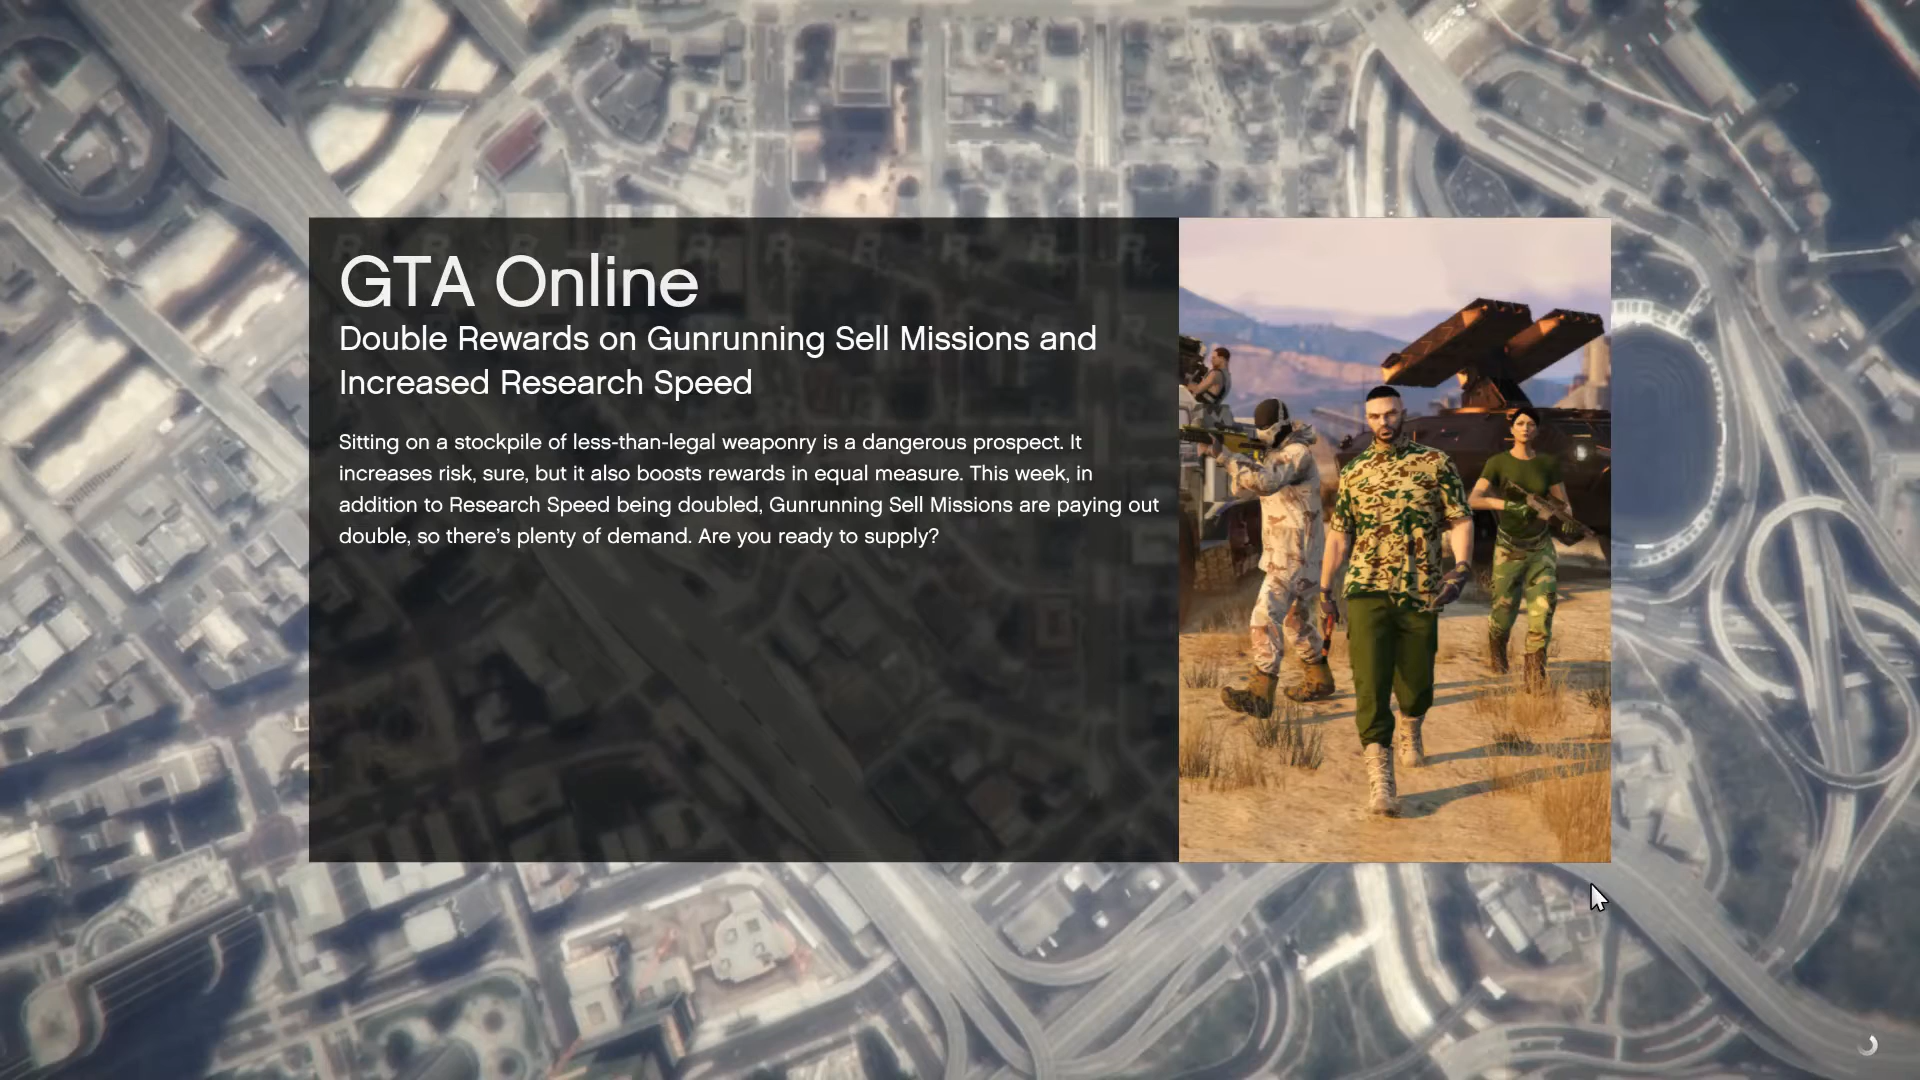 GTA Online
Double Rewards on Gunrunning Sell Missions and
Increased Research Speed
Sitting on a stockpile of less-than-legal weaponry is a dangerous prospect. It
increases risk, sure, but it also boosts rewards in equal measure. This week, in
addition to Research Speed being doubled, Gunrunning Sell Missions are paying out
double, so there’s plenty of demand. Are you ready to supply?